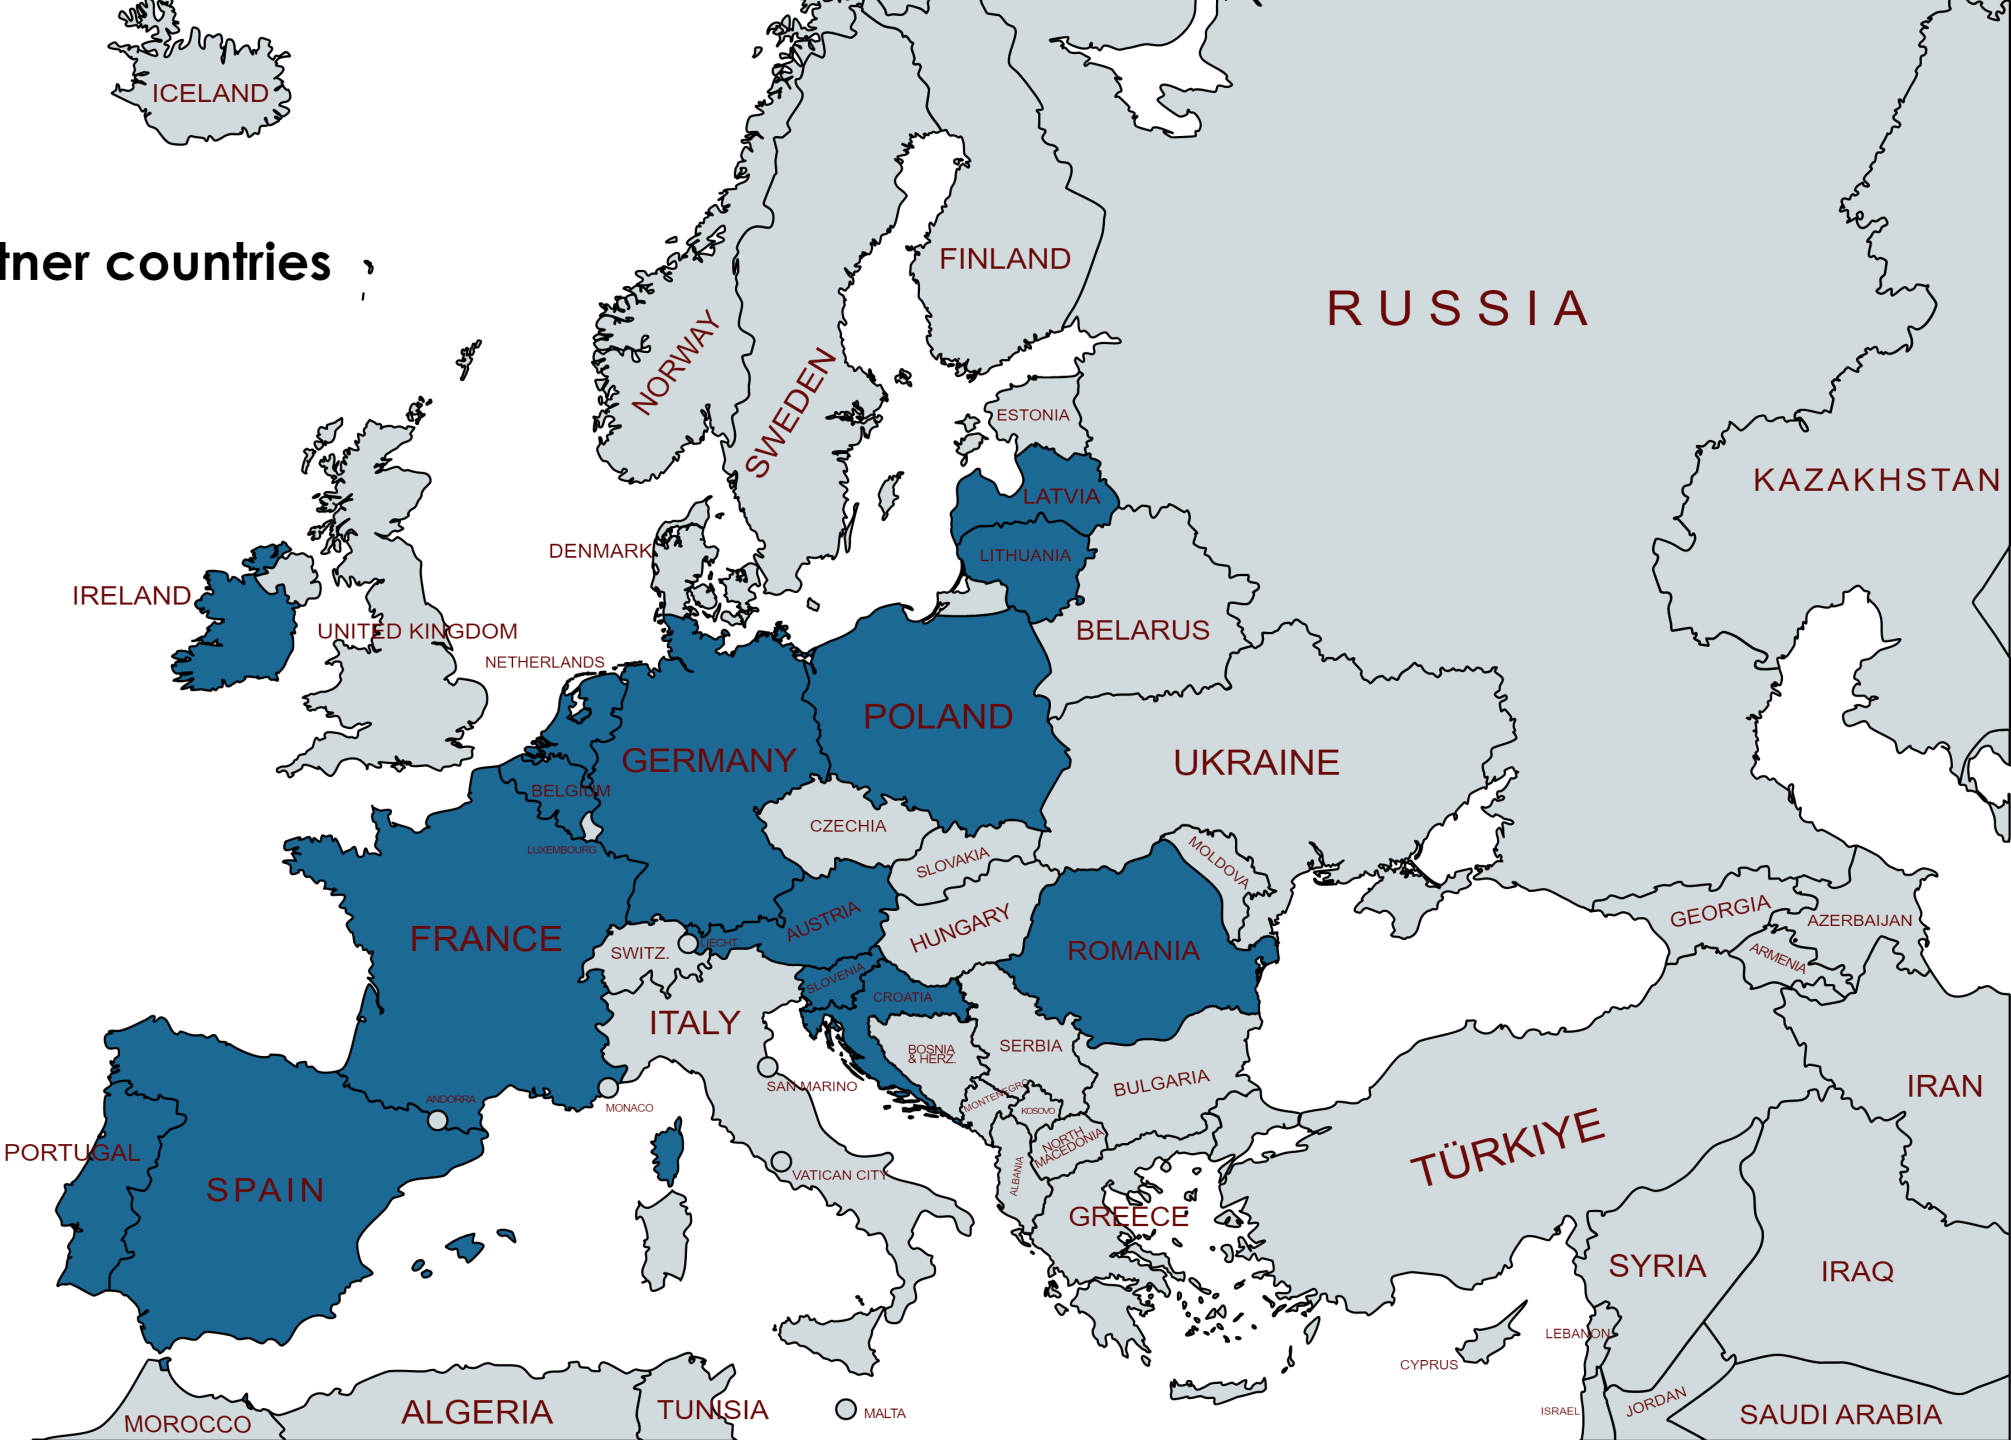 ICELAND
tner countries
FINLAND
RUSSIA
NORWAY
SWEDEN
ESTONIA
KAZAKHSTAN
LATVIA
DENMARK
LITHUANIA
IRELAND
UNITED KINGDOM
BELARUS
NETHERLANDS
POLAND
GERMANY
UKRAINE
BELGIUM
CZECHIA
LUXEMBOURG
SLOVAKIA
MOLDOVA
FRANCE
AUSTRIA
HUNGARY
GEORGIA
AZERBAIJAN
SWITZ.
LIECHT.
ROMANIA
ARMENIA
SLOVENIA
CROATIA
ITALY
BOSNIA
& HERZ.
SERBIA
SAN MARINO
BULGARIA
IRAN
ANDORRA
MONACO
MONTENEGRO
KOSOVO
PORTUGAL
NORTH
MACEDONIA
TÜRKIYE
VATICAN CITY
ALBANIA
SPAIN
GREECE
SYRIA
IRAQ
LEBANON
CYPRUS
MOROCCO
ALGERIA
TUNISIA
MALTA
ISRAEL
JORDAN
SAUDI ARABIA